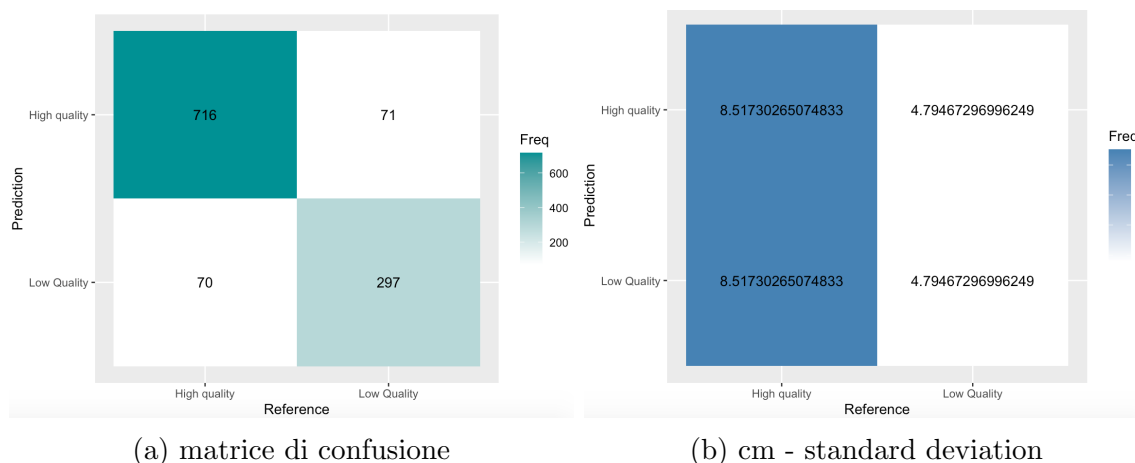 High quality
Low Quality
Prediction
716
71
70
297
High quality
Low Quality
Reference
Freq
600
400
200
High quality
Low Quality
Prediction
8.51730265074833
4.79467296996249
8.51730265074833
4.79467296996249
High quality
Low Quality
Reference
(a) matrice di confusione
(b) cm - standard deviation